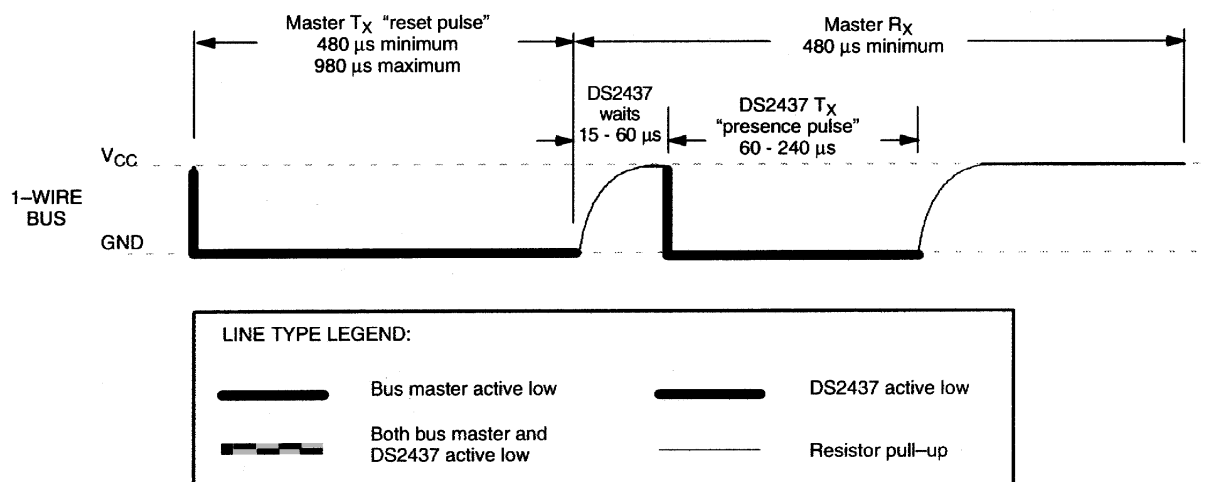 Master TX “reset pulse”
480 μs minimum
980 μs maximum
Master RX
480 μs minimum
DS2437
waits
15 - 60 μs
DS2437 TX
“presence pulse”
60 - 240 μs
VCC
1–WIRE
BUS
GND
LINE TYPE LEGEND:
Bus master active low
DS2437 active low
Both bus master and
DS2437 active low
Resistor pull–up